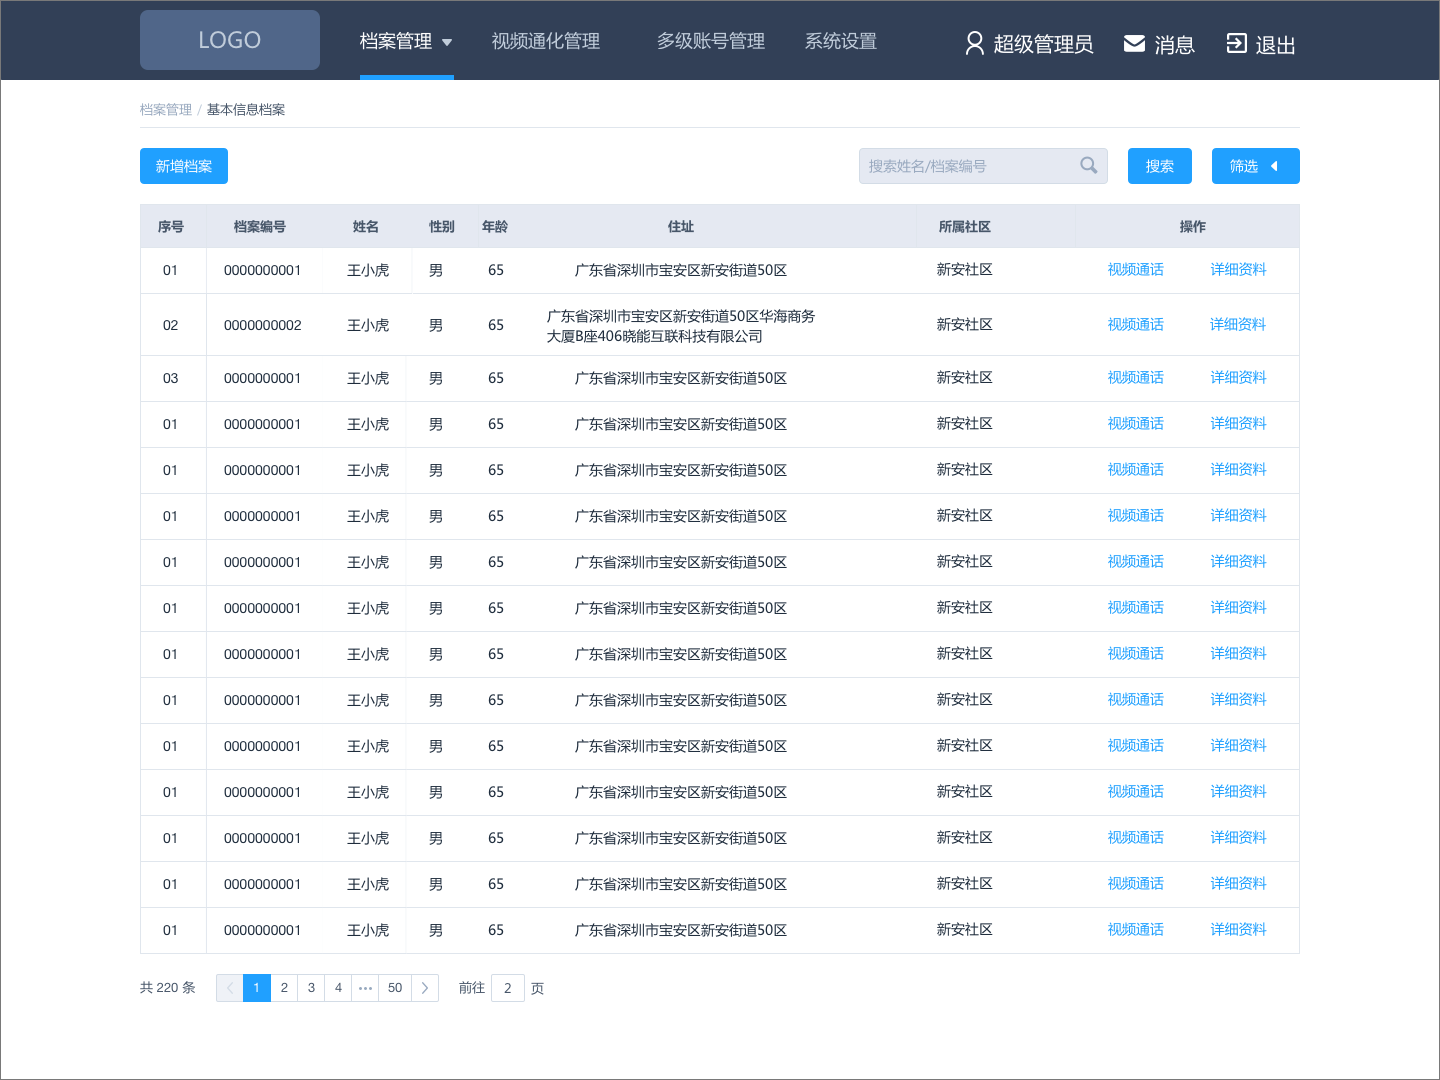 LOGO 档案管理 视频通化管理 多级账号管理 系统设置 超级管理员 消息 退出
档案管理 / 基本信息档案
新增档案 搜索姓名/档案编号 搜索 筛选
序号 档案编号 姓名 性别 年龄 住址 所属社区 操作
01 0000000001 王小虎 男 65 广东省深圳市宝安区新安街道50区 新安社区 视频通话 详细资料
02 0000000002 王小虎 男 65 广东省深圳市宝安区新安街道50区华海商务 新安社区 视频通话 详细资料
大厦B座406晓能互联科技有限公司
03 0000000001 王小虎 男 65 广东省深圳市宝安区新安街道50区 新安社区 视频通话 详细资料
01 0000000001 王小虎 男 65 广东省深圳市宝安区新安街道50区 新安社区 视频通话 详细资料
01 0000000001 王小虎 男 65 广东省深圳市宝安区新安街道50区 新安社区 视频通话 详细资料
01 0000000001 王小虎 男 65 广东省深圳市宝安区新安街道50区 新安社区 视频通话 详细资料
01 0000000001 王小虎 男 65 广东省深圳市宝安区新安街道50区 新安社区 视频通话 详细资料
01 0000000001 王小虎 男 65 广东省深圳市宝安区新安街道50区 新安社区 视频通话 详细资料
01 0000000001 王小虎 男 65 广东省深圳市宝安区新安街道50区 新安社区 视频通话 详细资料
01 0000000001 王小虎 男 65 广东省深圳市宝安区新安街道50区 新安社区 视频通话 详细资料
01 0000000001 王小虎 男 65 广东省深圳市宝安区新安街道50区 新安社区 视频通话 详细资料
01 0000000001 王小虎 男 65 广东省深圳市宝安区新安街道50区 新安社区 视频通话 详细资料
01 0000000001 王小虎 男 65 广东省深圳市宝安区新安街道50区 新安社区 视频通话 详细资料
01 0000000001 王小虎 男 65 广东省深圳市宝安区新安街道50区 新安社区 视频通话 详细资料
01 0000000001 王小虎 男 65 广东省深圳市宝安区新安街道50区 新安社区 视频通话 详细资料
共 220 条 1 2 3 4 ••• 50 前往 2 页